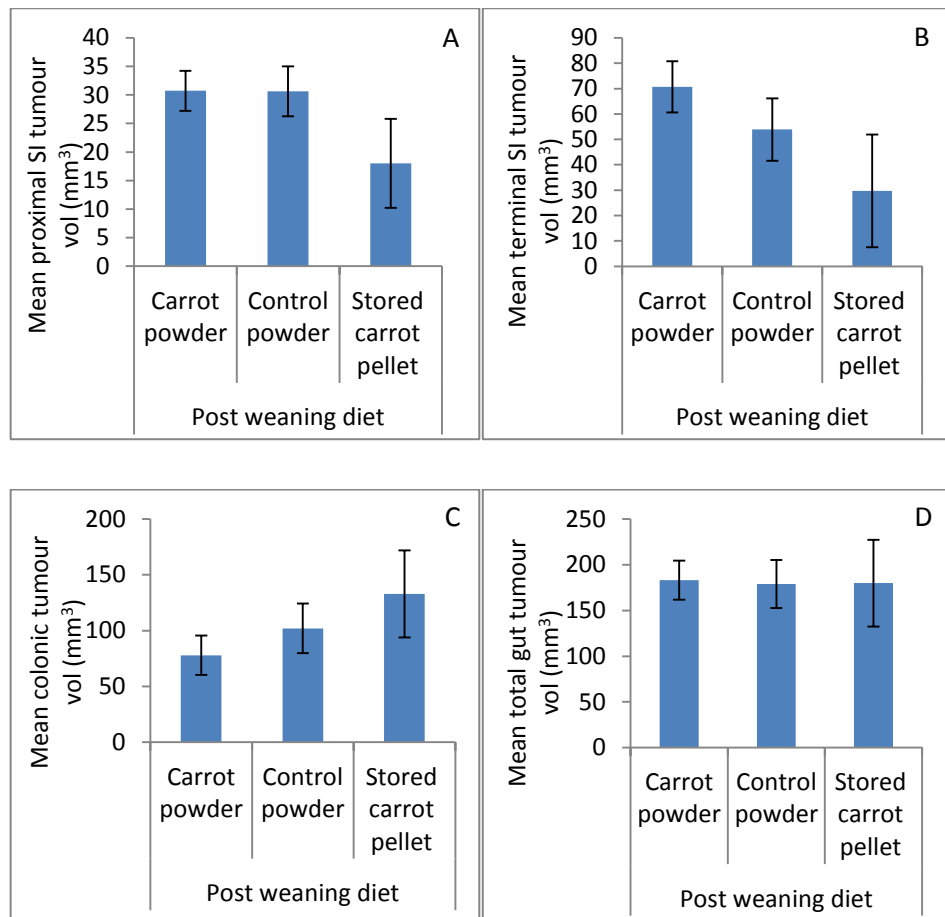 A
Mean proximal SI tumour
vol (mm³)
40
35
30
25
20
15
10
5
0
Carrot
powder
Control
powder
Stored
carrot
pellet
Post weaning diet
B
Mean terminal SI tumour
vol (mm³)
90
80
70
60
50
40
30
20
10
0
Carrot
powder
Control
powder
Stored
carrot
pellet
Post weaning diet
C
Mean colonic tumour
vol (mm³)
200
150
100
50
0
Carrot
powder
Control
powder
Stored
carrot
pellet
Post weaning diet
D
Mean total gut tumour
vol (mm³)
250
200
150
100
50
0
Carrot
powder
Control
powder
Stored
carrot
pellet
Post weaning diet